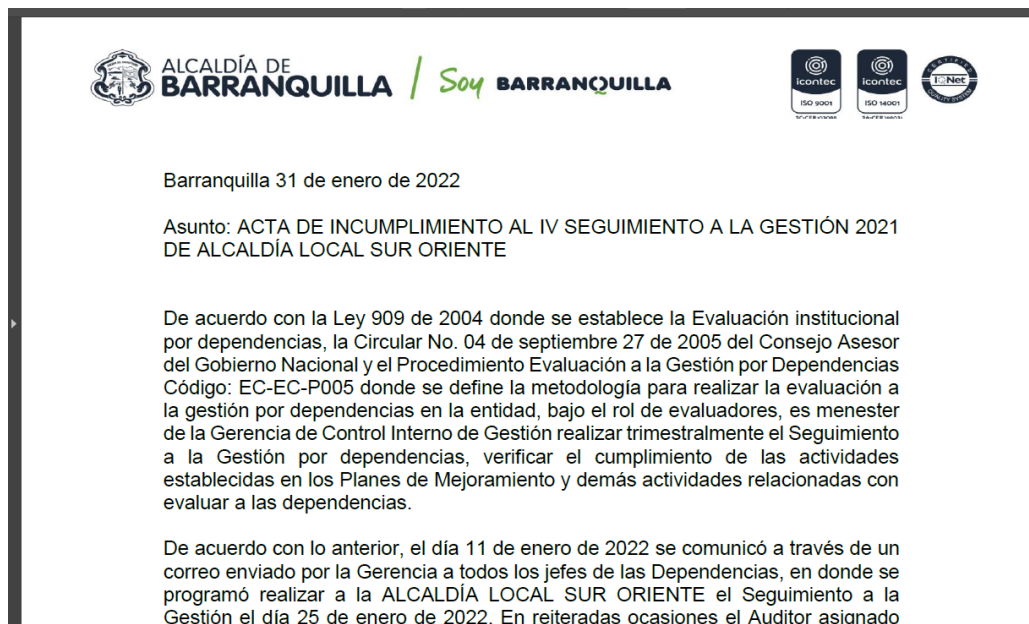 ALCALDÍA DE
BARRANQUILLA
Soy BARRANQUILLA
icontec
ISO 9001
icontec
ISO 14001
CERTIFIED
IQNet
QUALITY SYSTEM
Barranquilla 31 de enero de 2022
Asunto: ACTA DE INCUMPLIMIENTO AL IV SEGUIMIENTO A LA GESTIÓN 2021
DE ALCALDÍA LOCAL SUR ORIENTE
De acuerdo con la Ley 909 de 2004 donde se establece la Evaluación institucional
por dependencias, la Circular No. 04 de septiembre 27 de 2005 del Consejo Asesor
del Gobierno Nacional y el Procedimiento Evaluación a la Gestión por Dependencias
Código: EC-EC-P005 donde se define la metodología para realizar la evaluación a
la gestión por dependencias en la entidad, bajo el rol de evaluadores, es menester
de la Gerencia de Control Interno de Gestión realizar trimestralmente el Seguimiento
a la Gestión por dependencias, verificar el cumplimiento de las actividades
establecidas en los Planes de Mejoramiento y demás actividades relacionadas con
evaluar a las dependencias.
De acuerdo con lo anterior, el día 11 de enero de 2022 se comunicó a través de un
correo enviado por la Gerencia a todos los jefes de las Dependencias, en donde se
programó realizar a la ALCALDÍA LOCAL SUR ORIENTE el Seguimiento a la
Gestión el día 25 de enero de 2022. En reiteradas ocasiones el Auditor asignado